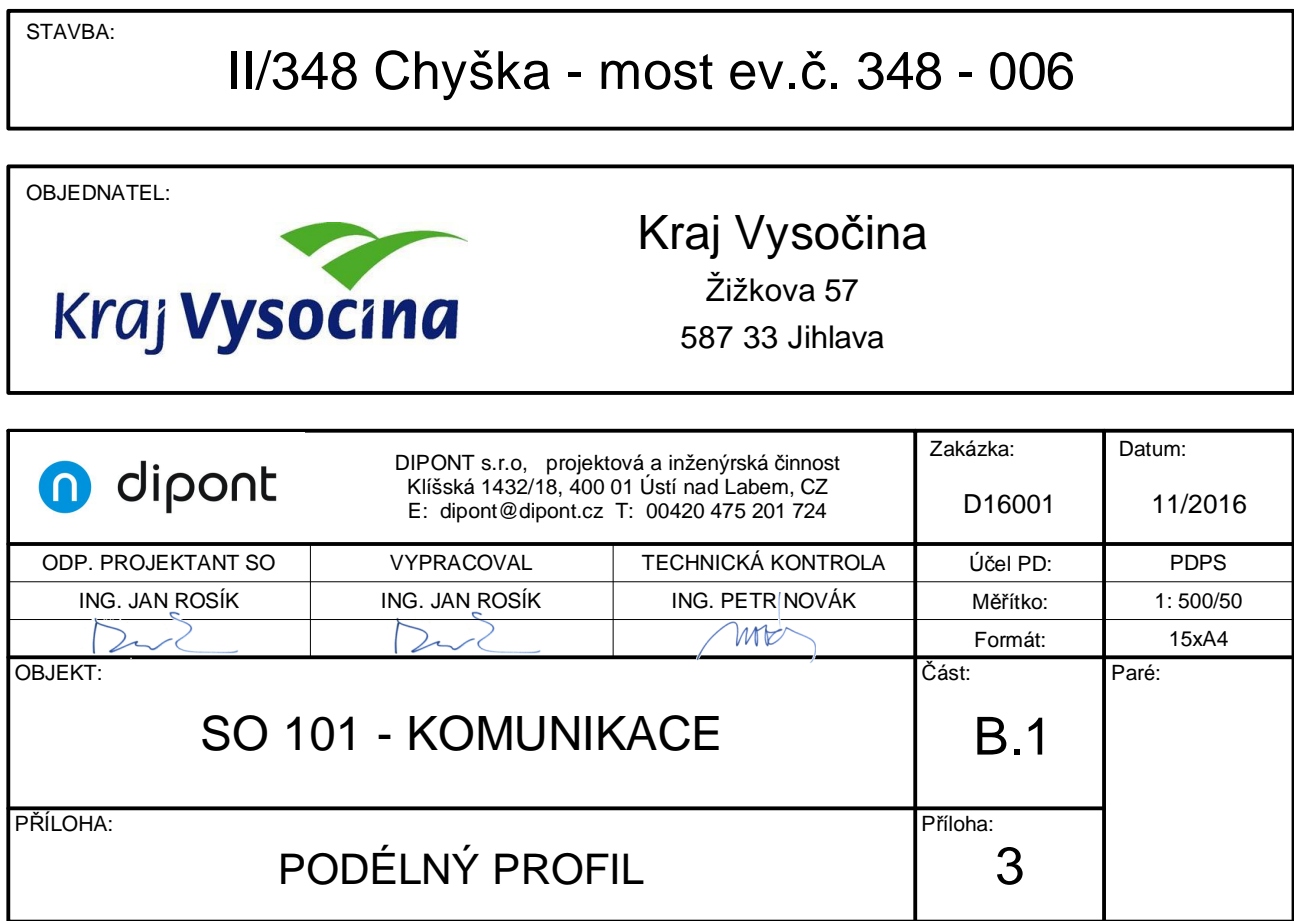 STAVBA:
II/348 Chyška - most ev.č. 348 - 006
OBJEDNATEL:
Kraj Vysočina
Kraj Vysočina
Žižkova 57
587 33 Jihlava
dipont
DIPONT s.r.o, projektová a inženýrská činnost
Klíšská 1432/18, 400 01 Ústí nad Labem, CZ
E: dipont@dipont.cz T: 00420 475 201 724
Zakázka:
D16001
Datum:
11/2016
ODP. PROJEKTANT SO
VYPRACOVAL
TECHNICKÁ KONTROLA
Účel PD:
PDPS
ING. JAN ROSÍK
ING. JAN ROSÍK
ING. PETR NOVÁK
Měřítko:
1: 500/50
Formát:
15xA4
OBJEKT:
SO 101 - KOMUNIKACE
Část:
B.1
Paré:
PŘÍLOHA:
PODÉLNÝ PROFIL
Příloha:
3